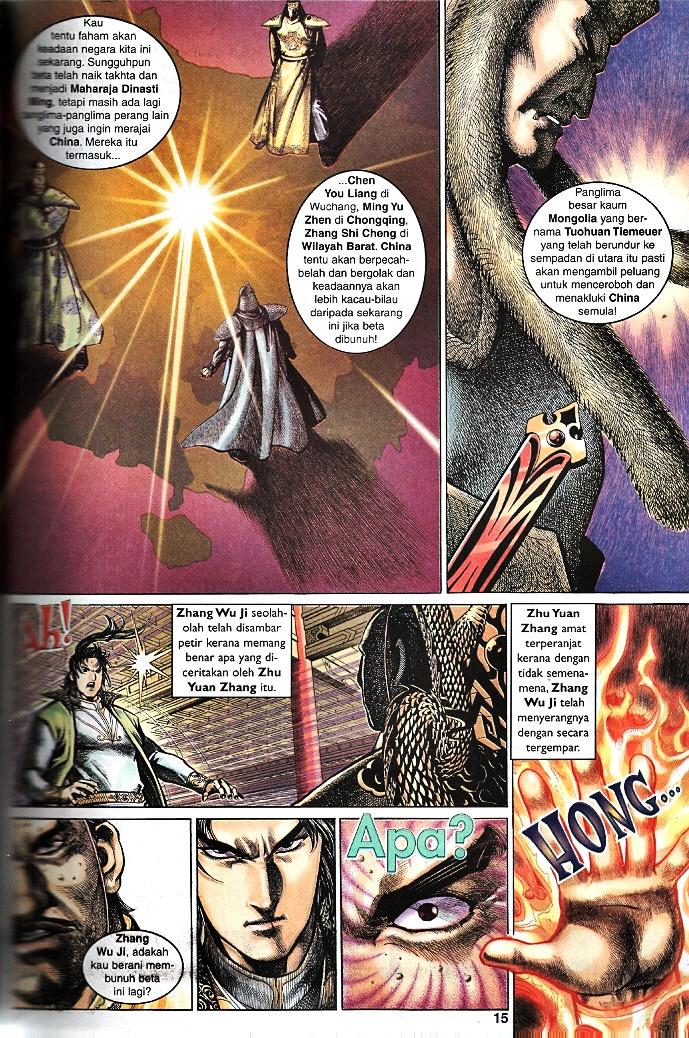 Kau
tentu faham akan
keadaan negara kita ini
sekarang. Sungguhpun
beta telah naik takhta dan
menjadi Maharaja Dinasti
Ming, tetapi masih ada lagi
panglima-panglima perang lain
yang juga ingin merajai
China. Mereka itu
termasuk...
...Chen
You Liang di
Wuchang, Ming Yu
Zhen di Chongqing,
Zhang Shi Cheng di
Wilayah Barat. China
tentu akan berpecah-
belah dan bergolak dan
keadaannya akan
lebih kacau-bilau
daripada sekarang
ini jika beta
dibunuh!
Panglima
besar kaum
Mongolia yang ber-
nama Tuohuan Tiemeuer
yang telah berundur ke
sempadan di utara itu pasti
akan mengambil peluang
untuk menceroboh dan
menakluki China
semula!
Ah!
Zhang Wu Ji seolah-
olah telah disambar
petir kerana memang
benar apa yang di-
ceritakan oleh Zhu
Yuan Zhang itu.
Zhu Yuan
Zhang amat
terperanjat
kerana dengan
tidak semena-
mena, Zhang
Wu Ji telah
menyerangnya
dengan secara
tergempar.
HONG...
Zhang
Wu Ji, adakah
kau berani mem-
bunuh beta
ini lagi?
Apa?
15